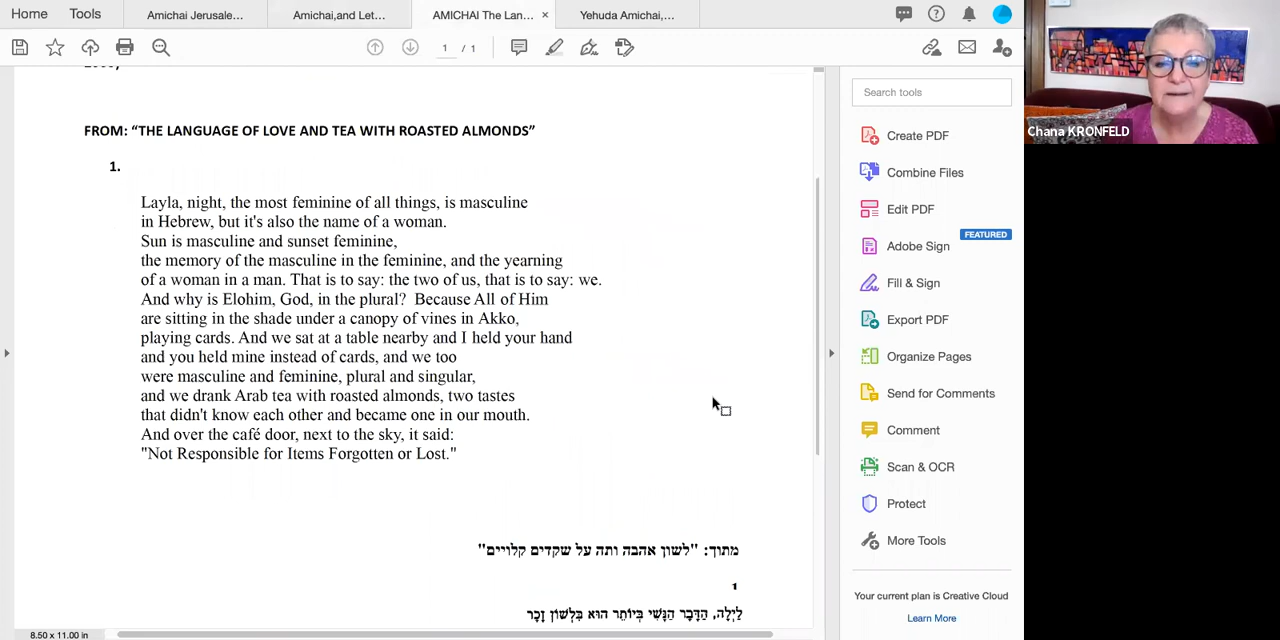 Home
Tools
Amichai Jerusale...
Amichai,and Let...
AMICHAI The Lan...
×
Yehuda Amichai,...
1 / 1
FROM: “THE LANGUAGE OF LOVE AND TEA WITH ROASTED ALMONDS”
1.
Layla, night, the most feminine of all things, is masculine
in Hebrew, but it's also the name of a woman.
Sun is masculine and sunset feminine,
the memory of the masculine in the feminine, and the yearning
of a woman in a man. That is to say: the two of us, that is to say: we.
And why is Elohim, God, in the plural? Because All of Him
are sitting in the shade under a canopy of vines in Akko,
playing cards. And we sat at a table nearby and I held your hand
and you held mine instead of cards, and we too
were masculine and feminine, plural and singular,
and we drank Arab tea with roasted almonds, two tastes
that didn't know each other and became one in our mouth.
And over the café door, next to the sky, it said:
"Not Responsible for Items Forgotten or Lost."
מתוך: "לשון אהבה ותה על שקדים קלויים"
1
לַיְלָה, הַדָּבָר הַנָּשִׁי בְּיוֹתֵר הוּא בִּלְשׁוֹן זָכָר
8.50 x 11.00 in
Search tools
Create PDF
Combine Files
Edit PDF
Adobe Sign
FEATURED
Fill & Sign
Export PDF
Organize Pages
Send for Comments
Comment
Scan & OCR
Protect
More Tools
Your current plan is Creative Cloud
Learn More
Chana KRONFELD